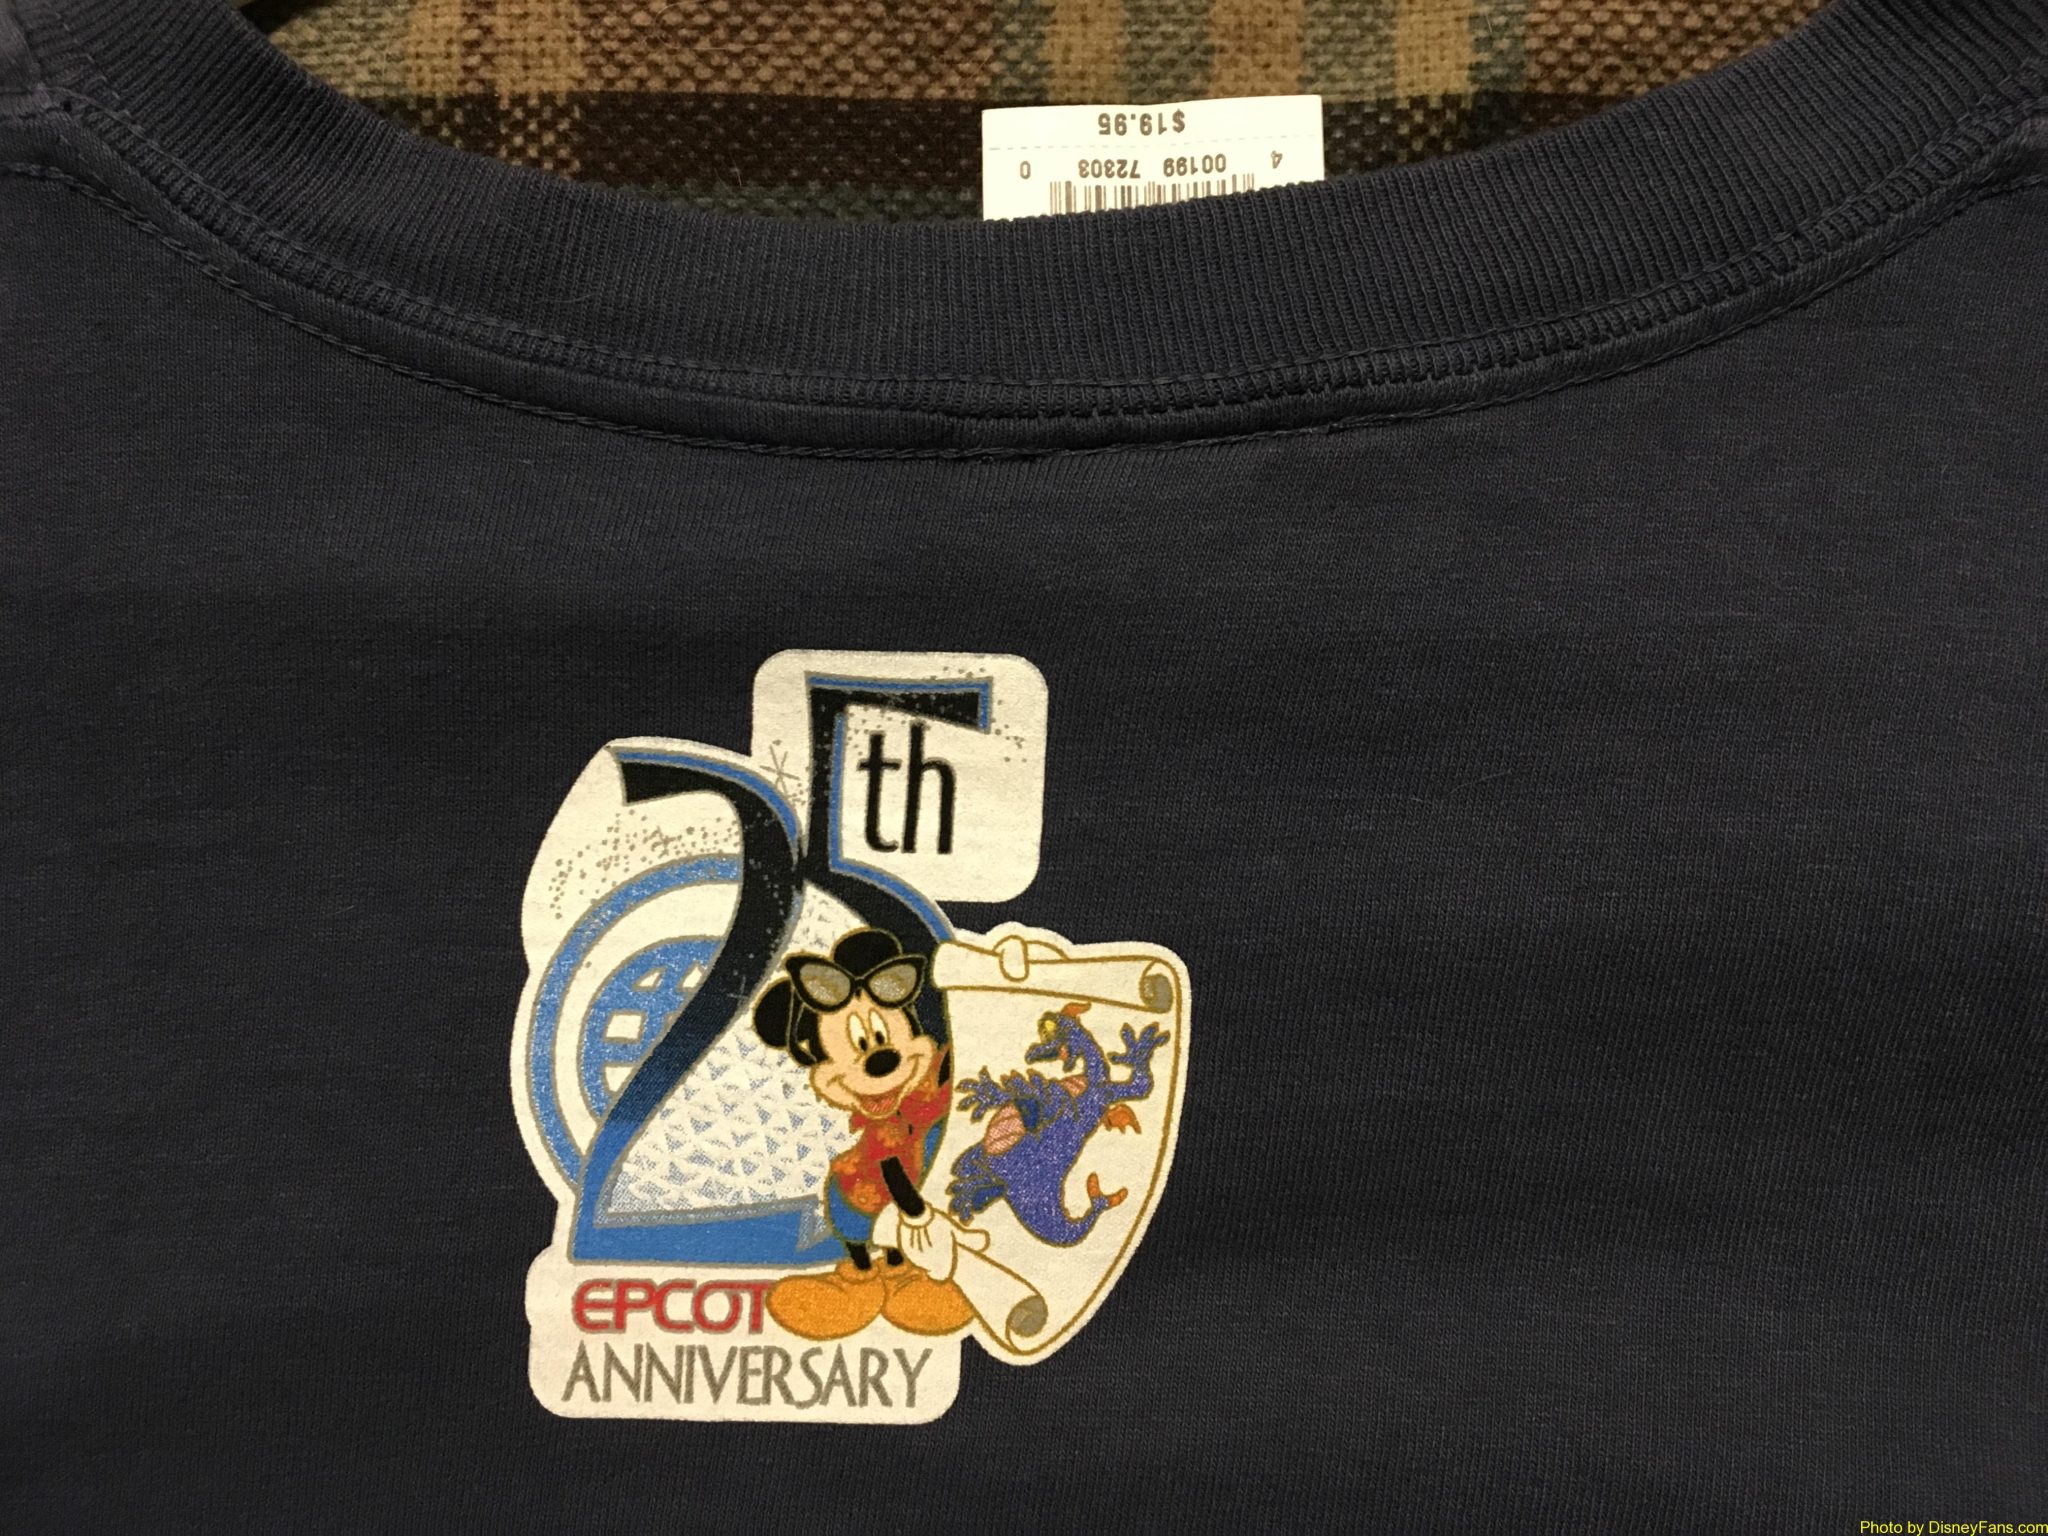 $19.95
4 00199 72303 0
25th
EPCOT
ANNIVERSARY
Photo by DisneyFans.com